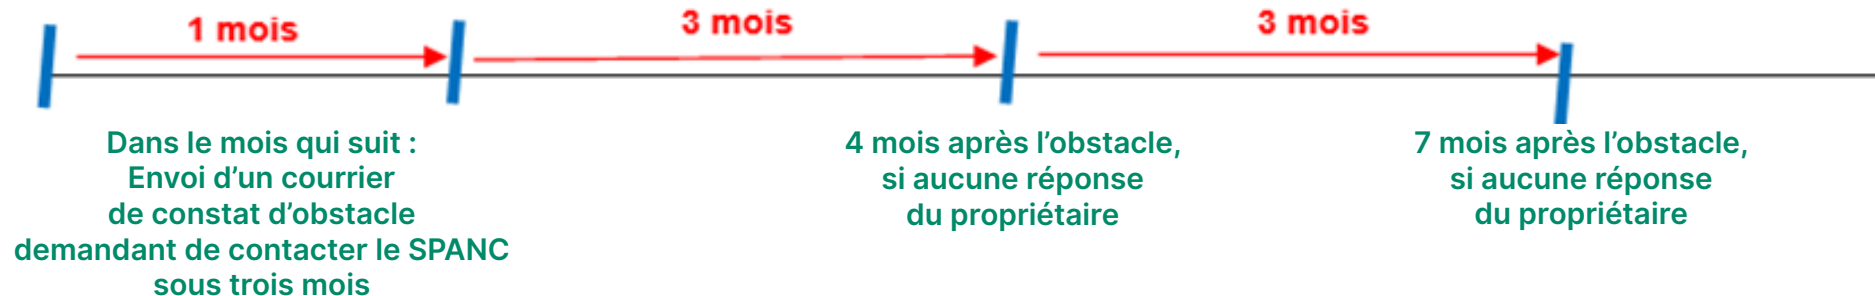 1 mois
3 mois
3 mois
Dans le mois qui suit :
Envoi d’un courrier
de constat d’obstacle
demandant de contacter le SPANC
sous trois mois
4 mois après l’obstacle,
si aucune réponse
du propriétaire
7 mois après l’obstacle,
si aucune réponse
du propriétaire